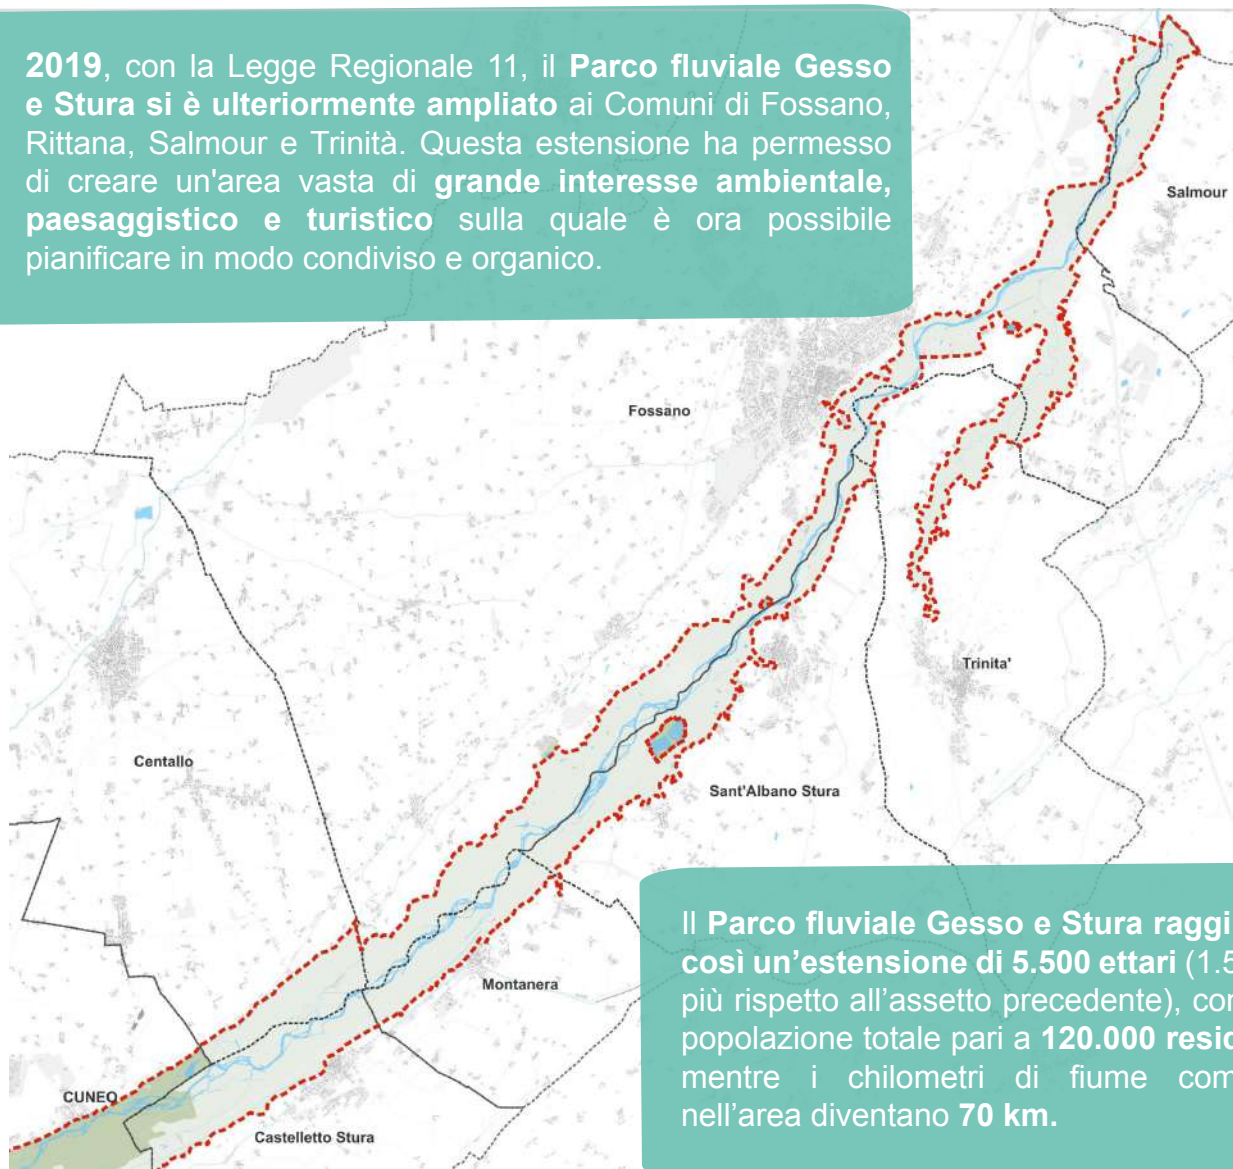 2019, con la Legge Regionale 11, il Parco fluviale Gesso
e Stura si è ulteriormente ampliato ai Comuni di Fossano,
Rittana, Salmour e Trinità. Questa estensione ha permesso
di creare un'area vasta di grande interesse ambientale,
paesaggistico e turistico sulla quale è ora possibile
pianificare in modo condiviso e organico.
Salmour
Fossano
Trinita'
Centallo
Sant'Albano Stura
Montanera
CUNEO
Castelletto Stura
Il Parco fluviale Gesso e Stura raggi
così un’estensione di 5.500 ettari (1.5
più rispetto all’assetto precedente), con
popolazione totale pari a 120.000 resid
mentre i chilometri di fiume com
nell’area diventano 70 km.